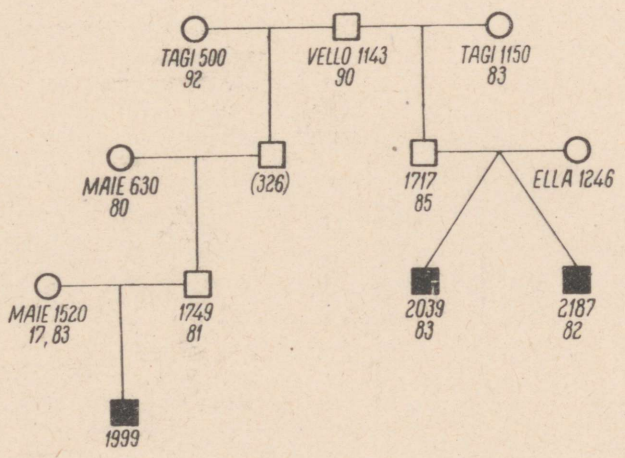 TAGI 500
92
VELLO 1143
90
TAGI 1150
83
MAIE 630
80
(326)
1717
85
ELLA 1246
MAIE 1520
17, 83
1749
81
2039
83
2187
82
1999